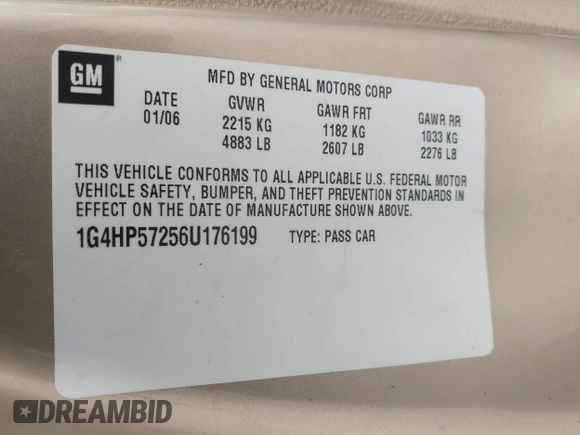 GM
MFD BY GENERAL MOTORS CORP
DATE GVWR GAWR FRT GAWR RR
01/06 2215 KG 1182 KG 1033 KG
4883 LB 2607 LB 2276 LB
THIS VEHICLE CONFORMS TO ALL APPLICABLE U.S. FEDERAL MOTOR
VEHICLE SAFETY, BUMPER, AND THEFT PREVENTION STANDARDS IN
EFFECT ON THE DATE OF MANUFACTURE SHOWN ABOVE.
1G4HP57256U176199 TYPE: PASS CAR
DREAMBID